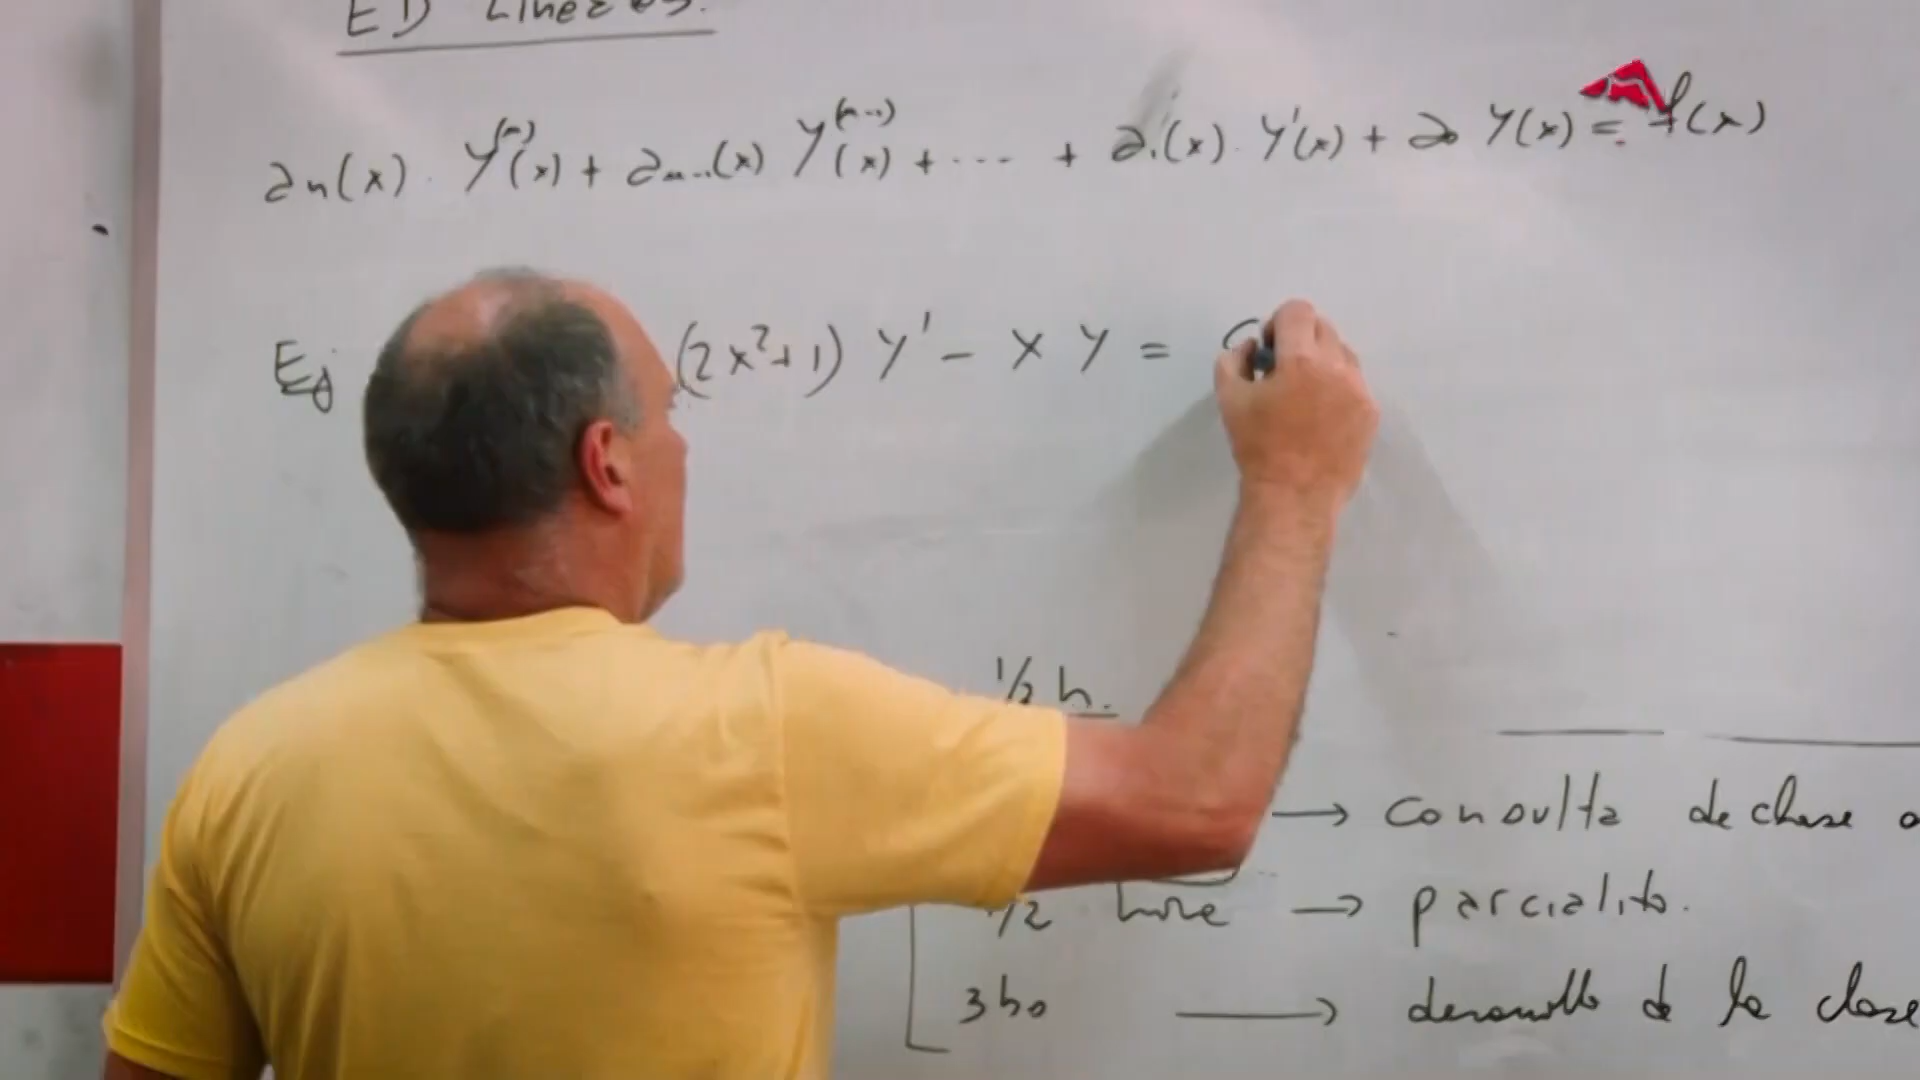 ED Lineales.
an(x) · y⁽ⁿ⁾(x) + an-1(x) y⁽ⁿ⁻¹⁾(x) + ··· + a1(x) · y'(x) + a0 y(x) = f(x)
Ej (2x²+1) y' - x y =
1/2 h.
→ consulta de clase
1/2 hora → parcialito.
3 hs → desarrollo de la clase